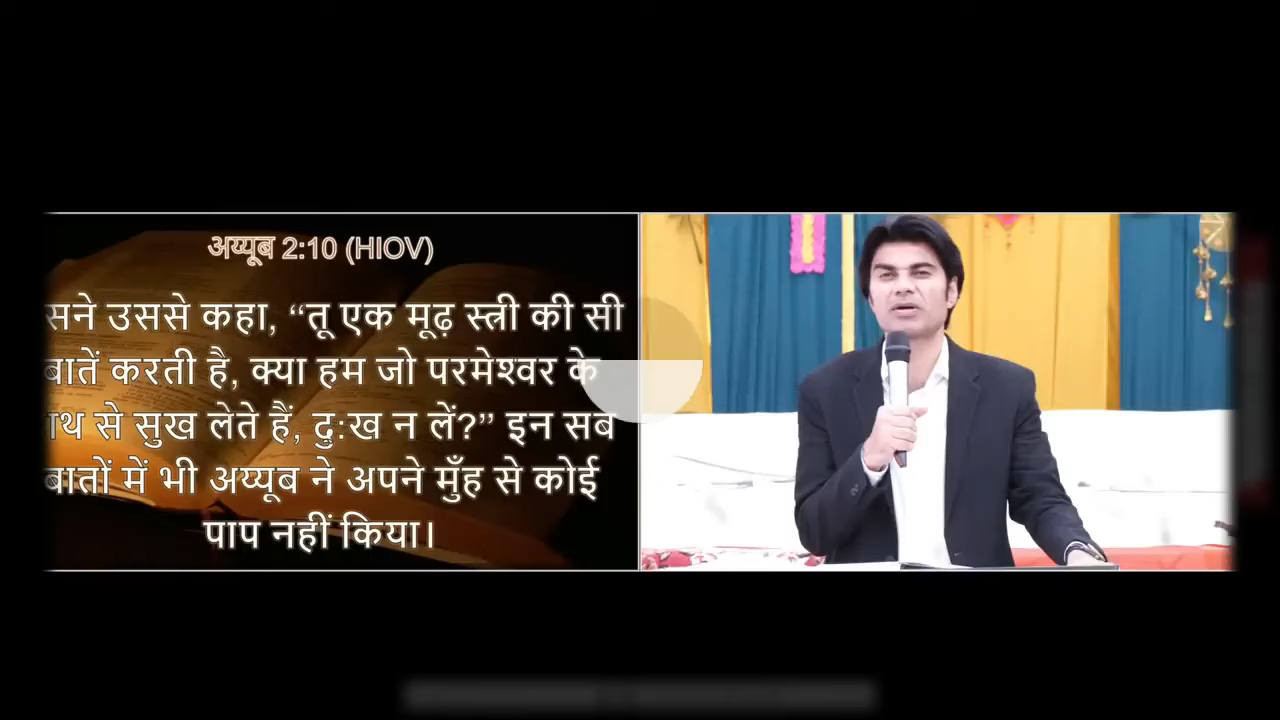 अय्यूब 2:10 (HIOV)
सने उससे कहा, “तू एक मूढ़ स्त्री की सी
बातें करती है, क्या हम जो परमेश्वर के
थ से सुख लेते हैं, दु:ख न लें?” इन सब
बातों में भी अय्यूब ने अपने मुँह से कोई
पाप नहीं किया।